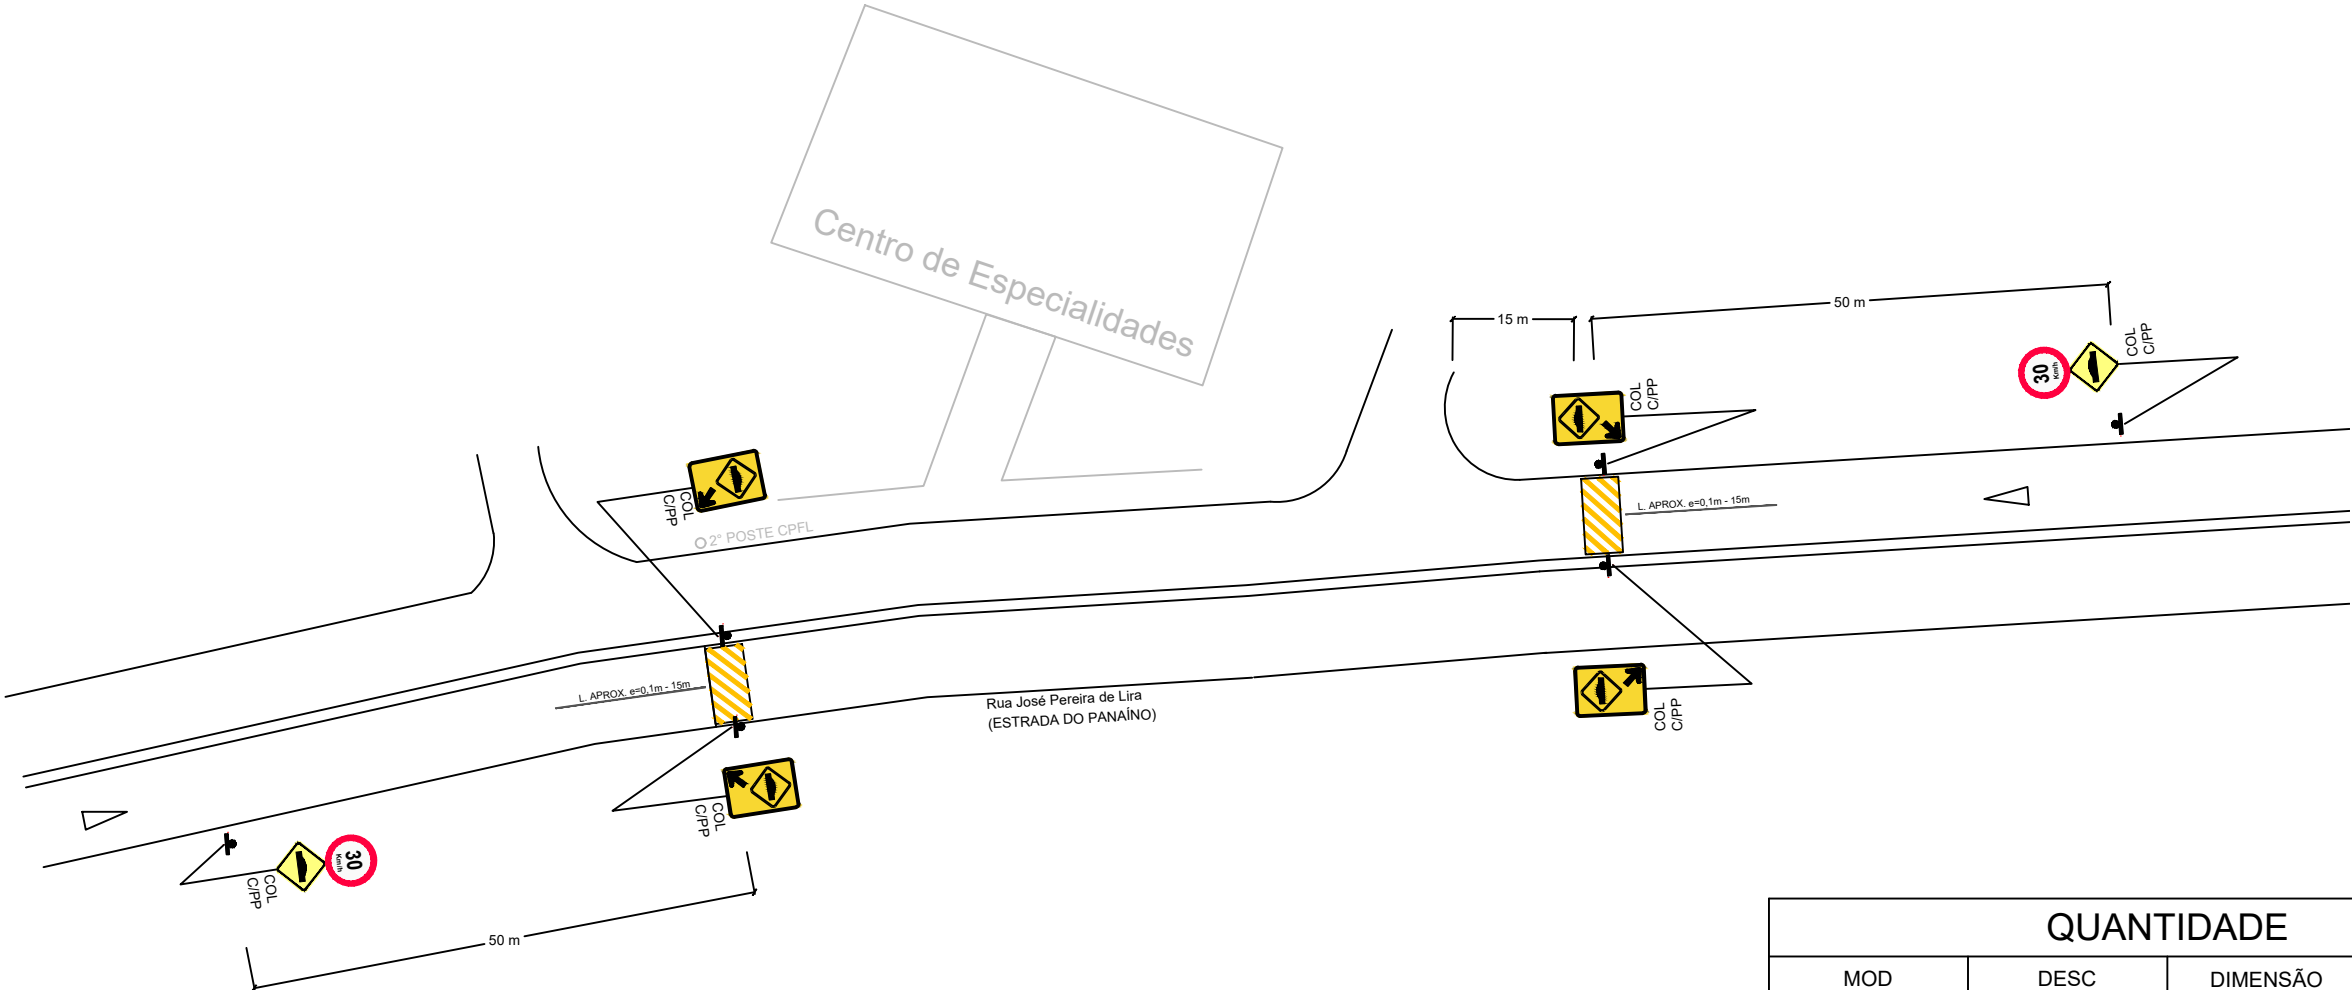 Centro de Especialidades
50 m
15 m
COL
C/PP
30
Km/h
COL
C/PP
COL
C/PP
2° POSTE CPFL
L. APROX. e=0,1m - 15m
L. APROX. e=0,1m - 15m
Rua José Pereira de Lira
(ESTRADA DO PANAÍNO)
COL
C/PP
COL
C/PP
30
Km/h
COL
C/PP
50 m
QUANTIDADE
MOD
DESC
DIMENSÃO